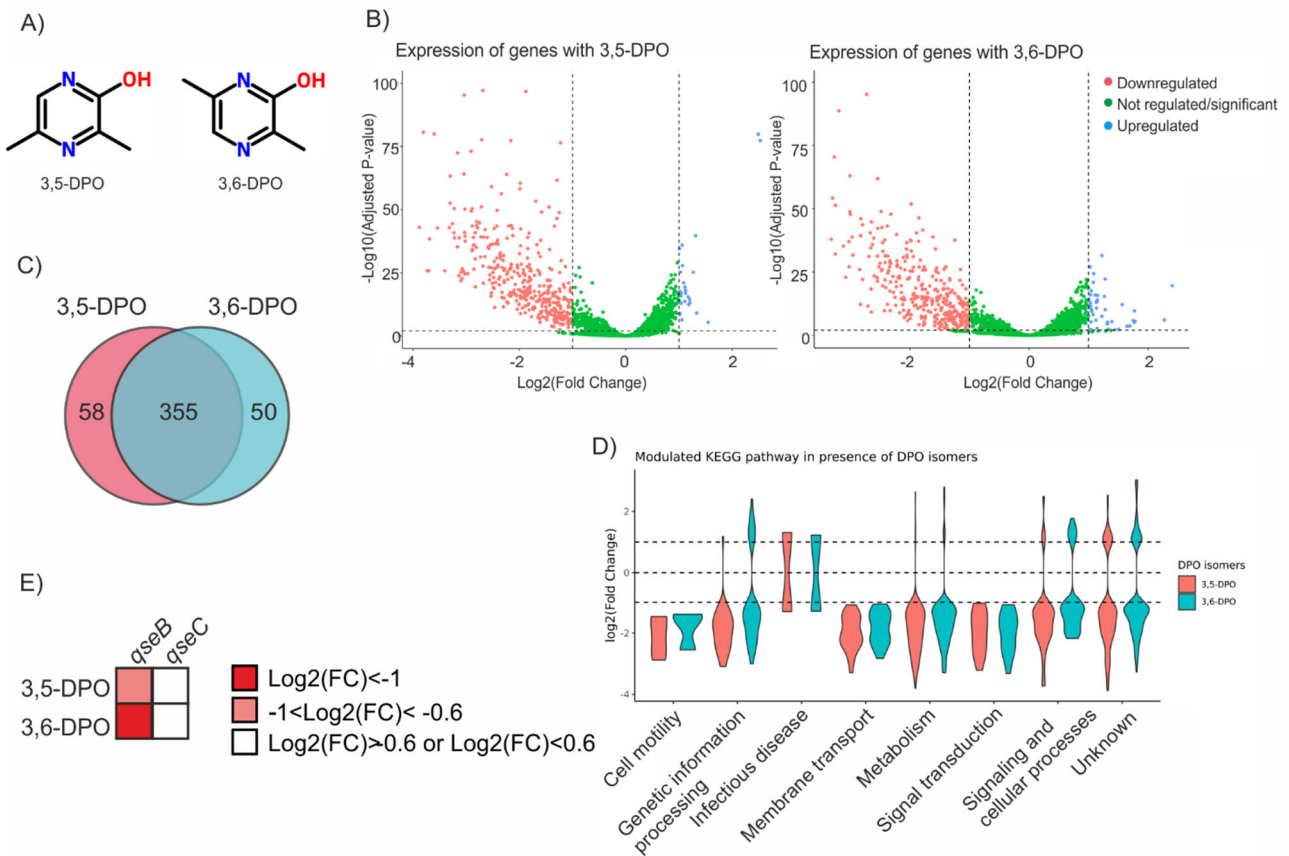 A)
N
OH
N
3,5-DPO
N
OH
N
3,6-DPO
B)
Expression of genes with 3,5-DPO
-Log10(Adjusted P-value)
100
75
50
25
0
-4
-2
0
2
Log2(Fold Change)
Expression of genes with 3,6-DPO
-Log10(Adjusted P-value)
100
75
50
25
0
-2
0
2
Log2(Fold Change)
Downregulated
Not regulated/significant
Upregulated
C)
3,5-DPO
3,6-DPO
58
355
50
D)
Modulated KEGG pathway in presence of DPO isomers
log2(Fold Change)
2
0
-2
-4
Cell motility
Genetic information
processing
Infectious disease
Membrane transport
Metabolism
Signal transduction
Signaling and
cellular processes
Unknown
DPO isomers
3,5-DPO
3,6-DPO
E)
qseB
qseC
3,5-DPO
3,6-DPO
Log2(FC)<-1
-1<Log2(FC)< -0.6
Log2(FC)>-0.6 or Log2(FC)<0.6